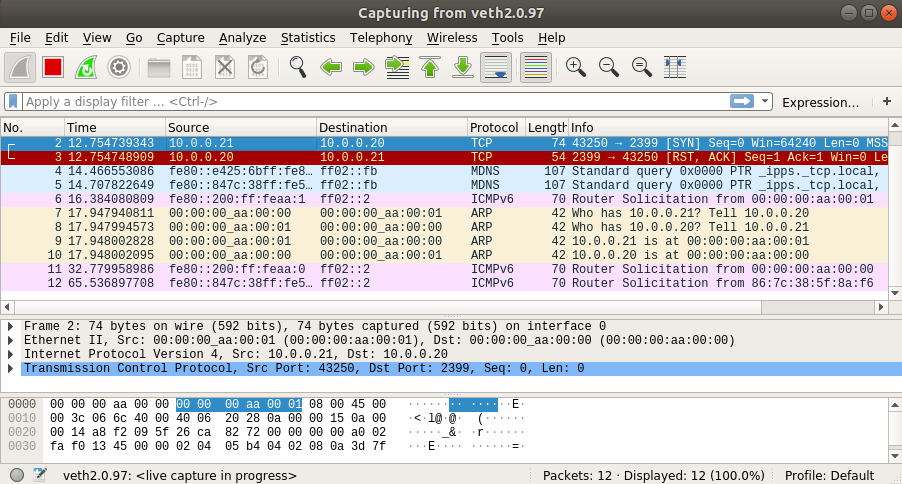 Capturing from veth2.0.97
File Edit View Go Capture Analyze Statistics Telephony Wireless Tools Help
Apply a display filter ... <Ctrl-/> Expression... +
No. Time Source Destination Protocol Length Info
2 12.754739343 10.0.0.21 10.0.0.20 TCP 74 43250 → 2399 [SYN] Seq=0 Win=64240 Len=0 MSS
3 12.754748909 10.0.0.20 10.0.0.21 TCP 54 2399 → 43250 [RST, ACK] Seq=1 Ack=1 Win=0 Le
4 14.466553086 fe80::e425:6bff:fe8… ff02::fb MDNS 107 Standard query 0x0000 PTR _ipps._tcp.local,
5 14.707822649 fe80::847c:38ff:fe5… ff02::fb MDNS 107 Standard query 0x0000 PTR _ipps._tcp.local,
6 16.384080809 fe80::200:ff:feaa:1 ff02::2 ICMPv6 70 Router Solicitation from 00:00:00:aa:00:01
7 17.947940811 00:00:00_aa:00:00 00:00:00_aa:00:01 ARP 42 Who has 10.0.0.21? Tell 10.0.0.20
8 17.947994573 00:00:00_aa:00:01 00:00:00_aa:00:00 ARP 42 Who has 10.0.0.20? Tell 10.0.0.21
9 17.948002828 00:00:00_aa:00:01 00:00:00_aa:00:00 ARP 42 10.0.0.21 is at 00:00:00:aa:00:01
10 17.948002095 00:00:00_aa:00:00 00:00:00_aa:00:01 ARP 42 10.0.0.20 is at 00:00:00:aa:00:00
11 32.779958986 fe80::200:ff:feaa:0 ff02::2 ICMPv6 70 Router Solicitation from 00:00:00:aa:00:00
12 65.536897708 fe80::847c:38ff:fe5… ff02::2 ICMPv6 70 Router Solicitation from 86:7c:38:5f:8a:f6
Frame 2: 74 bytes on wire (592 bits), 74 bytes captured (592 bits) on interface 0
Ethernet II, Src: 00:00:00_aa:00:01 (00:00:00:aa:00:01), Dst: 00:00:00_aa:00:00 (00:00:00:aa:00:00)
Internet Protocol Version 4, Src: 10.0.0.21, Dst: 10.0.0.20
Transmission Control Protocol, Src Port: 43250, Dst Port: 2399, Seq: 0, Len: 0
0000 00 00 00 aa 00 00 00 00 00 aa 00 01 08 00 45 00 ········ ······E·
0010 00 3c 06 6c 40 00 40 06 20 28 0a 00 00 15 0a 00 ·<·l@·@· (······
0020 00 14 a8 f2 09 5f 26 ca 82 72 00 00 00 00 a0 02 ·····_&· ·r······
0030 fa f0 13 45 00 00 02 04 05 b4 04 02 08 0a 3d 7f ···E···· ······=·
veth2.0.97: <live capture in progress> Packets: 12 · Displayed: 12 (100.0%) Profile: Default